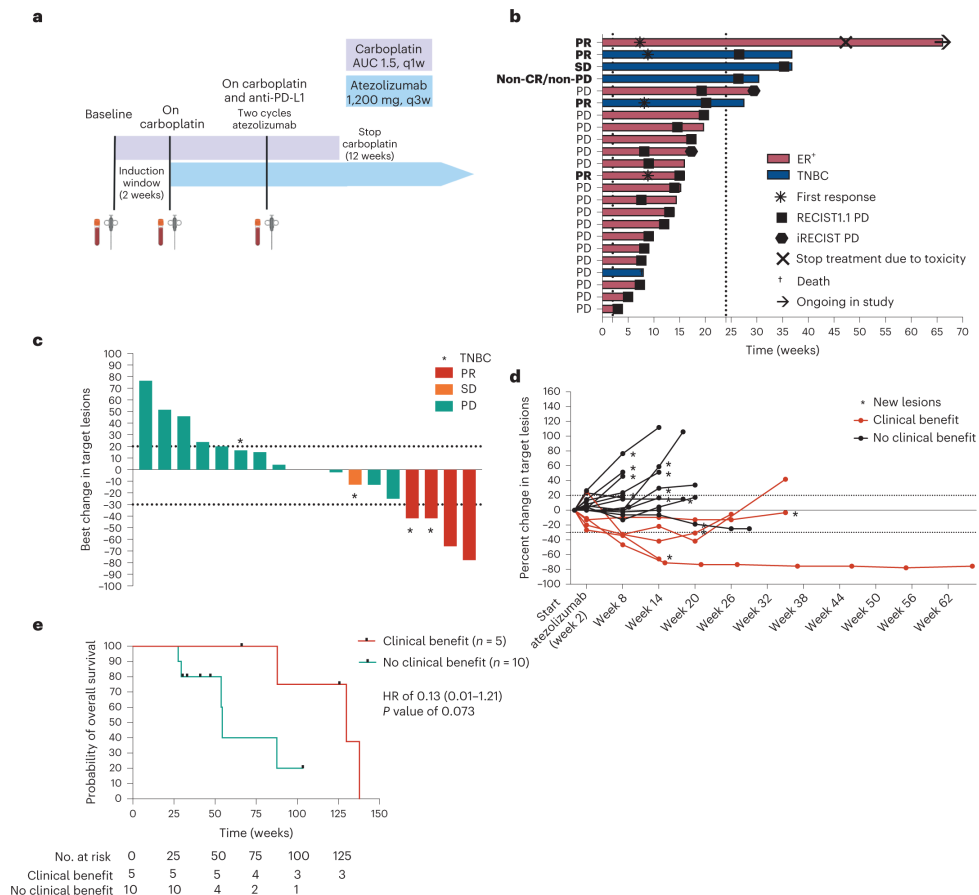 a
Carboplatin
AUC 1.5, q1w
Atezolizumab
1,200 mg, q3w
On carboplatin
and anti-PD-L1
Two cycles
atezolizumab
Baseline
On
carboplatin
Stop
carboplatin
(12 weeks)
Induction
window
(2 weeks)
b
PR
PR
SD
Non-CR/non-PD
PD
PR
PD
PD
PD
PD
PD
PR
PD
PD
PD
PD
PD
PD
PD
PD
PD
PD
PD
ER+
TNBC
First response
RECIST1.1 PD
iRECIST PD
Stop treatment due to toxicity
† Death
Ongoing in study
0 2 5 10 15 20 25 30 35 40 45 50 55 60 65 70
Time (weeks)
c
Best change in target lesions
100
90
80
70
60
50
40
30
20
10
0
−10
−20
−30
−40
−50
−60
−70
−80
−90
−100
* TNBC
PR
SD
PD
*
*
* *
d
Percent change in target lesions
160
140
120
100
80
60
40
20
0
−20
−40
−60
−80
−100
* New lesions
Clinical benefit
No clinical benefit
Start
atezolizumab
(week 2)
Week 8
Week 14
Week 20
Week 26
Week 32
Week 38
Week 44
Week 50
Week 56
Week 62
e
Probability of overall survival
100
90
80
70
60
50
40
30
20
10
0
0 25 50 75 100 125 150
Time (weeks)
Clinical benefit (n = 5)
No clinical benefit (n = 10)
HR of 0.13 (0.01–1.21)
P value of 0.073
No. at risk 0 25 50 75 100 125
Clinical benefit 5 5 5 4 3 3
No clinical benefit 10 10 4 2 1